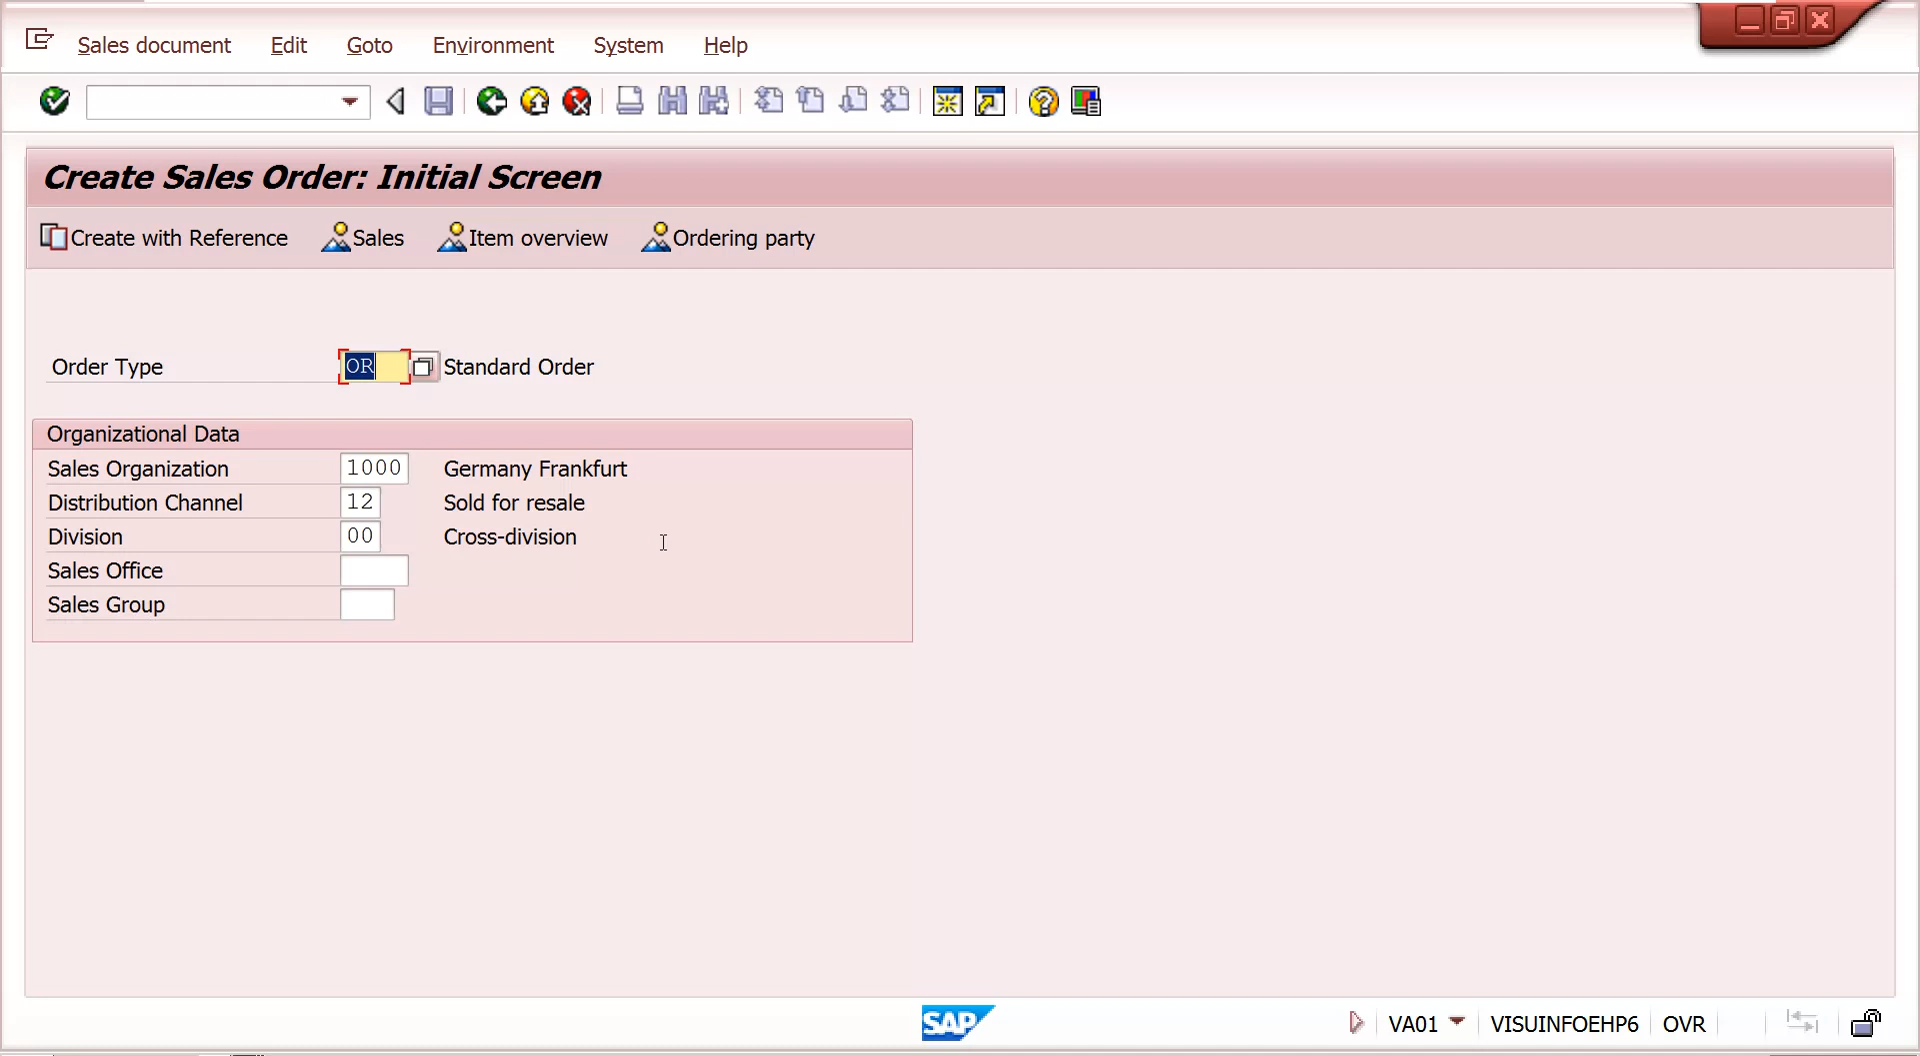 Sales document Edit Goto Environment System Help
Create Sales Order: Initial Screen
Create with Reference Sales Item overview Ordering party
Order Type OR Standard Order
Organizational Data
Sales Organization 1000 Germany Frankfurt
Distribution Channel 12 Sold for resale
Division 00 Cross-division
Sales Office
Sales Group
SAP VA01 VISUINFOEHP6 OVR